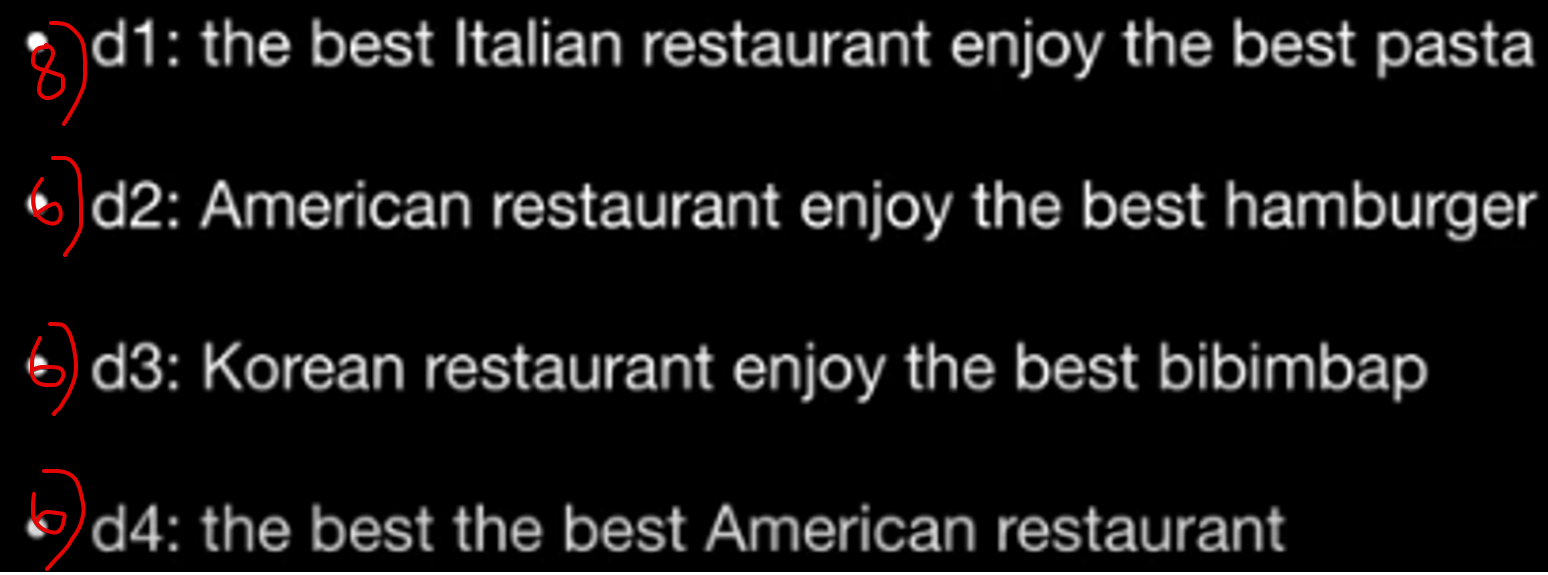 8) d1: the best Italian restaurant enjoy the best pasta
6) d2: American restaurant enjoy the best hamburger
6) d3: Korean restaurant enjoy the best bibimbap
6) d4: the best the best American restaurant